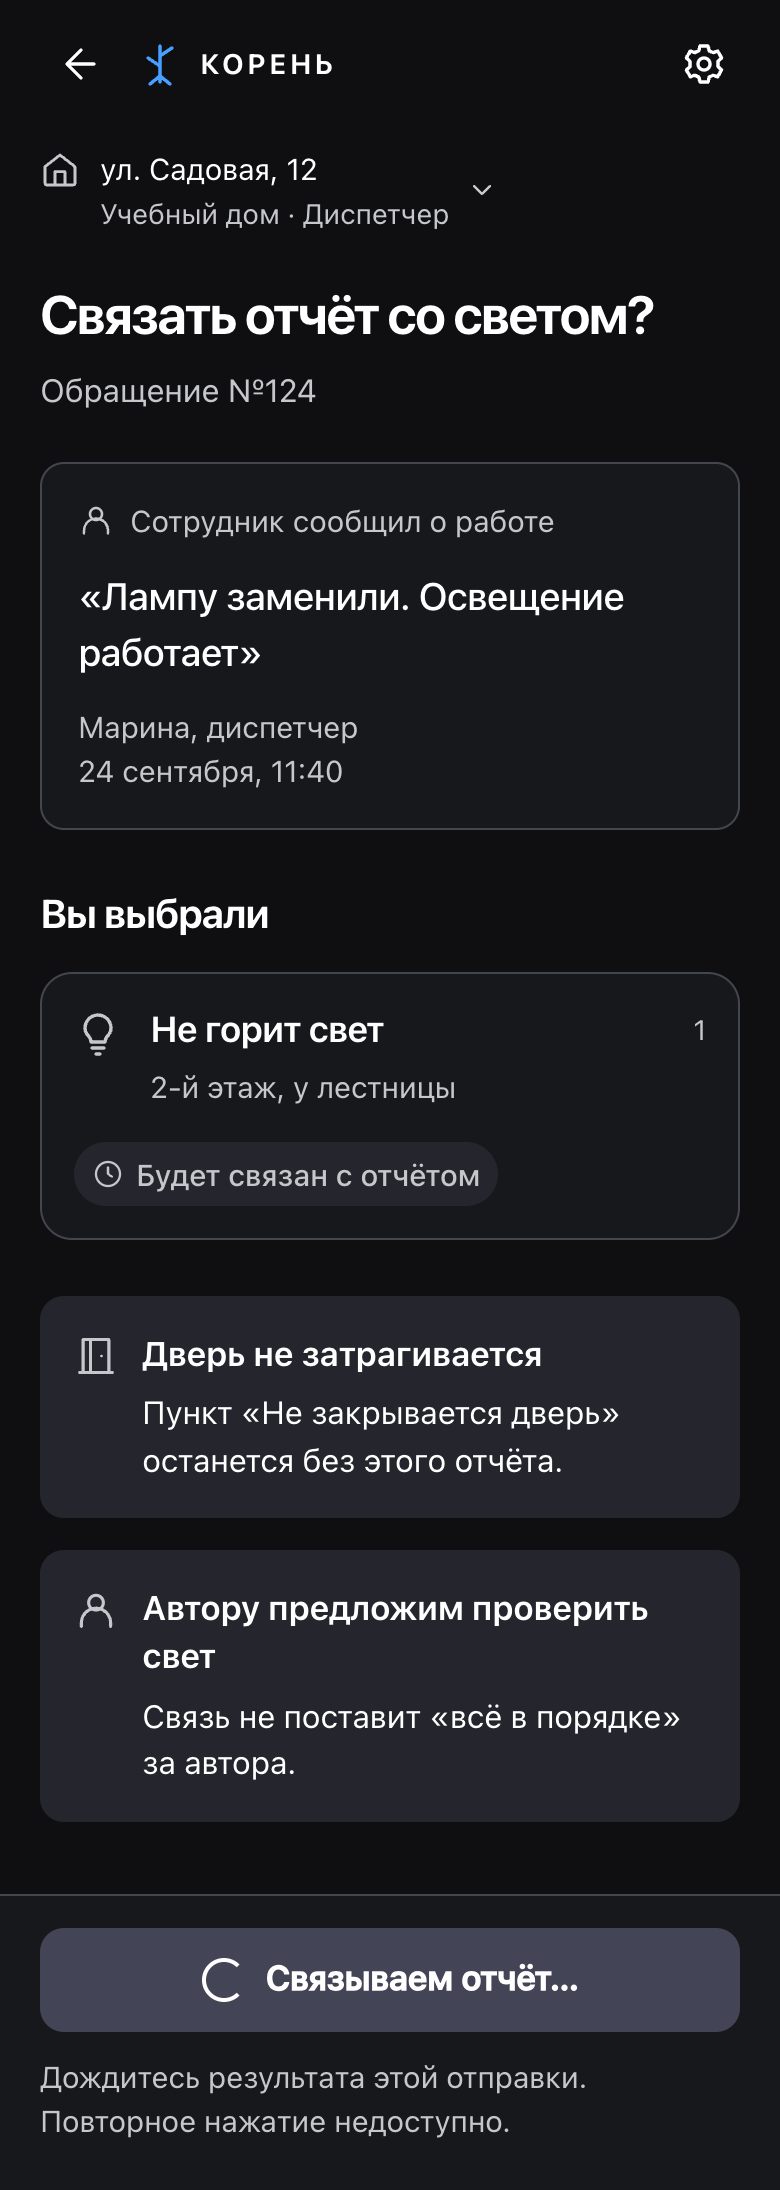 КОРЕНЬ
ул. Садовая, 12
Учебный дом · Диспетчер
Связать отчёт со светом?
Обращение №124
Сотрудник сообщил о работе
«Лампу заменили. Освещение
работает»
Марина, диспетчер
24 сентября, 11:40
Вы выбрали
Не горит свет 1
2-й этаж, у лестницы
Будет связан с отчётом
Дверь не затрагивается
Пункт «Не закрывается дверь»
останется без этого отчёта.
Автору предложим проверить
свет
Связь не поставит «всё в порядке»
за автора.
Связываем отчёт...
Дождитесь результата этой отправки.
Повторное нажатие недоступно.